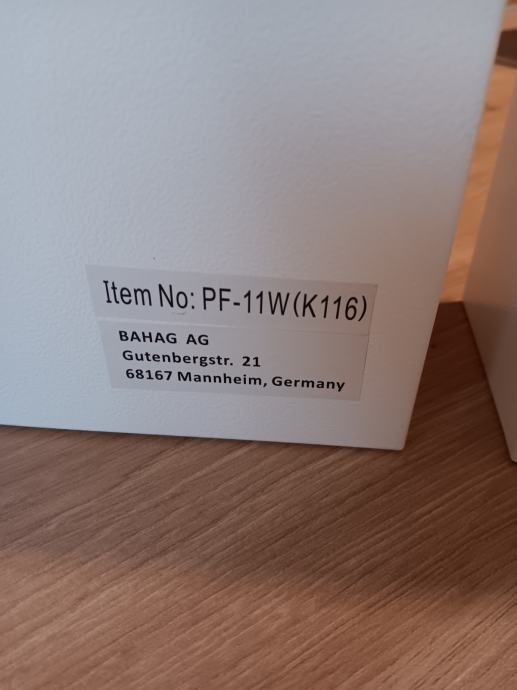 Item No: PF-11W(K116)
BAHAG AG
Gutenbergstr. 21
68167 Mannheim, Germany